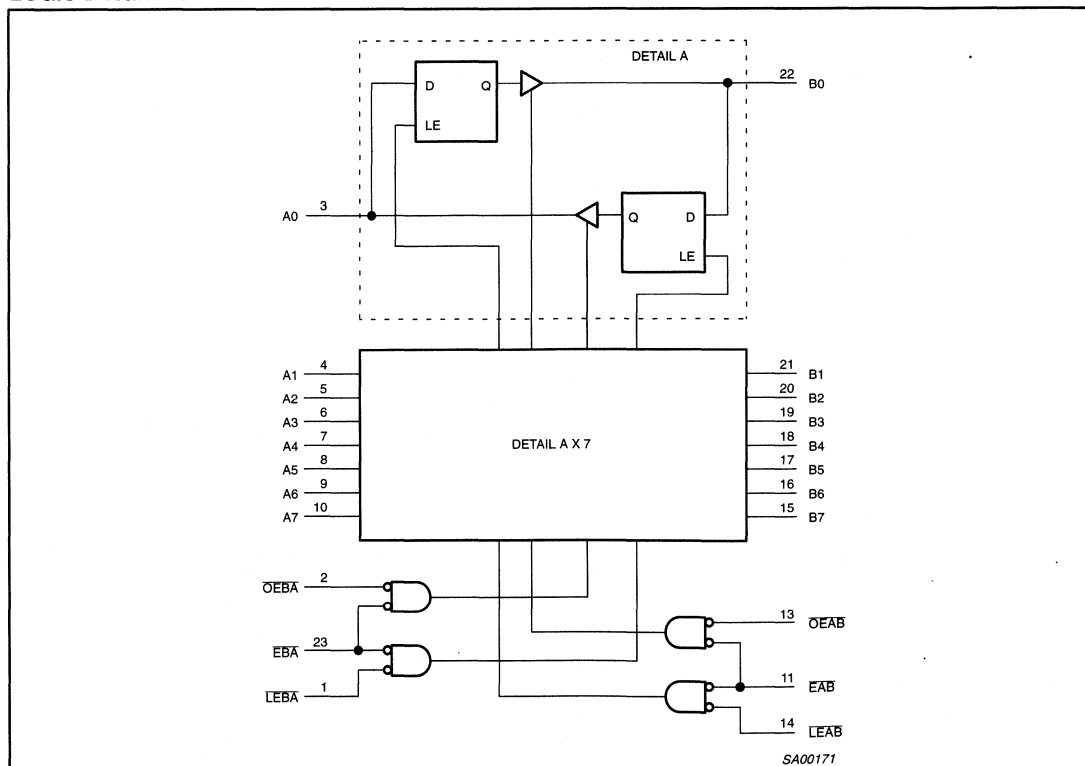 DETAIL A
22
B0
D Q
LE
3
A0
Q D
LE
A1 4
A2 5
A3 6
A4 7
A5 8
A6 9
A7 10
DETAIL A X 7
21 B1
20 B2
19 B3
18 B4
17 B5
16 B6
15 B7
OEBA 2
EBA 23
LEBA 1
13 OEAB
11 EAB
14 LEAB
SA00171